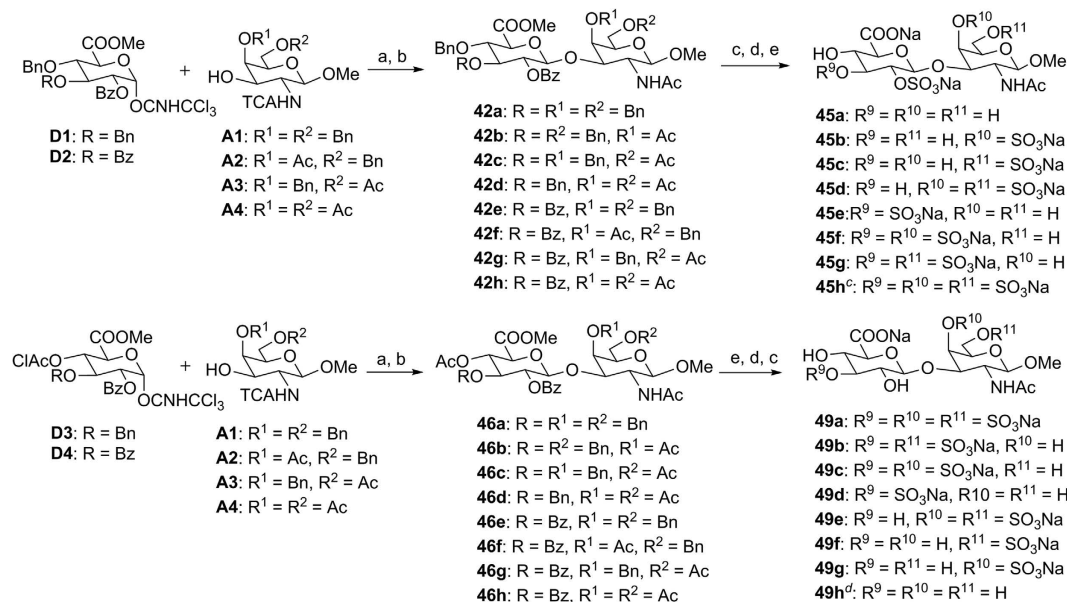 COOMe
BnO
RO
BzO
OCNHCCl3
D1: R = Bn
D2: R = Bz
+
OR1
OR2
HO
OMe
TCAHN
A1: R1 = R2 = Bn
A2: R1 = Ac, R2 = Bn
A3: R1 = Bn, R2 = Ac
A4: R1 = R2 = Ac
a, b
COOMe
OR1
OR2
BnO
RO
OBz
O
OMe
NHAc
42a: R = R1 = R2 = Bn
42b: R = R2 = Bn, R1 = Ac
42c: R = R1 = Bn, R2 = Ac
42d: R = Bn, R1 = R2 = Ac
42e: R = Bz, R1 = R2 = Bn
42f: R = Bz, R1 = Ac, R2 = Bn
42g: R = Bz, R1 = Bn, R2 = Ac
42h: R = Bz, R1 = R2 = Ac
c, d, e
COONa
OR10
OR11
HO
R9O
OSO3Na
O
OMe
NHAc
45a: R9 = R10 = R11 = H
45b: R9 = R11 = H, R10 = SO3Na
45c: R9 = R10 = H, R11 = SO3Na
45d: R9 = H, R10 = R11 = SO3Na
45e:R9 = SO3Na, R10 = R11 = H
45f: R9 = R10 = SO3Na, R11 = H
45g: R9 = R11 = SO3Na, R10 = H
45hc: R9 = R10 = R11 = SO3Na
COOMe
ClAcO
RO
BzO
OCNHCCl3
D3: R = Bn
D4: R = Bz
+
OR1
OR2
HO
OMe
TCAHN
A1: R1 = R2 = Bn
A2: R1 = Ac, R2 = Bn
A3: R1 = Bn, R2 = Ac
A4: R1 = R2 = Ac
a, b
COOMe
OR1
OR2
AcO
RO
OBz
O
OMe
NHAc
46a: R = R1 = R2 = Bn
46b: R = R2 = Bn, R1 = Ac
46c: R = R1 = Bn, R2 = Ac
46d: R = Bn, R1 = R2 = Ac
46e: R = Bz, R1 = R2 = Bn
46f: R = Bz, R1 = Ac, R2 = Bn
46g: R = Bz, R1 = Bn, R2 = Ac
46h: R = Bz, R1 = R2 = Ac
e, d, c
COONa
OR10
OR11
HO
R9O
OH
O
OMe
NHAc
49a: R9 = R10 = R11 = SO3Na
49b: R9 = R11 = SO3Na, R10 = H
49c: R9 = R10 = SO3Na, R11 = H
49d: R9 = SO3Na, R10 = R11 = H
49e: R9 = H, R10 = R11 = SO3Na
49f: R9 = R10 = H, R11 = SO3Na
49g: R9 = R11 = H, R10 = SO3Na
49hd: R9 = R10 = R11 = H